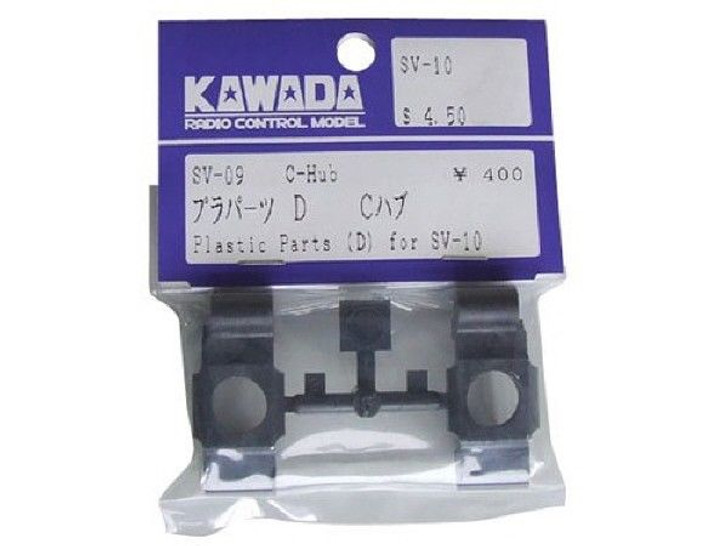 KAWADA
RADIO CONTROL MODEL
SV-10
$ 4.50
SV-09 C-Hub ¥ 400
プラパーツ D Cハブ
Plastic Parts (D) for SV-10